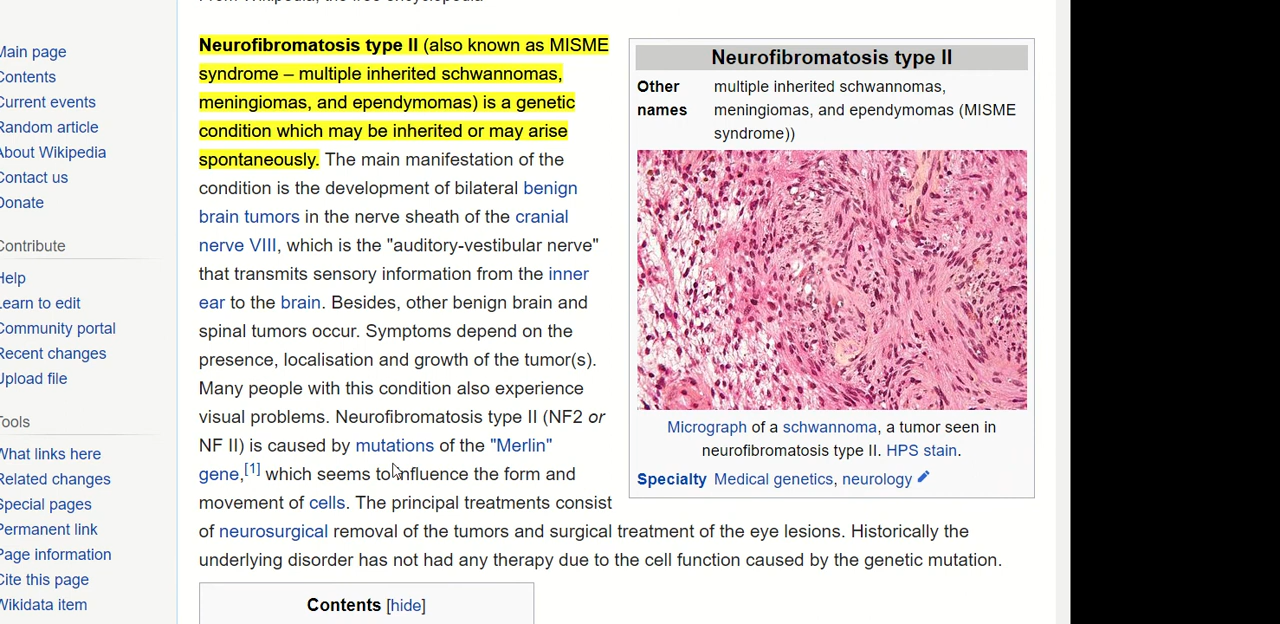 Main page
Contents
Current events
Random article
About Wikipedia
Contact us
Donate
Contribute
Help
Learn to edit
Community portal
Recent changes
Upload file
Tools
What links here
Related changes
Special pages
Permanent link
Page information
Cite this page
Wikidata item
From Wikipedia, the free encyclopedia
Neurofibromatosis type II (also known as MISME
syndrome – multiple inherited schwannomas,
meningiomas, and ependymomas) is a genetic
condition which may be inherited or may arise
spontaneously. The main manifestation of the
condition is the development of bilateral benign
brain tumors in the nerve sheath of the cranial
nerve VIII, which is the "auditory-vestibular nerve"
that transmits sensory information from the inner
ear to the brain. Besides, other benign brain and
spinal tumors occur. Symptoms depend on the
presence, localisation and growth of the tumor(s).
Many people with this condition also experience
visual problems. Neurofibromatosis type II (NF2 or
NF II) is caused by mutations of the "Merlin"
gene,[1] which seems to influence the form and
movement of cells. The principal treatments consist
of neurosurgical removal of the tumors and surgical treatment of the eye lesions. Historically the
underlying disorder has not had any therapy due to the cell function caused by the genetic mutation.
Neurofibromatosis type II
Other names multiple inherited schwannomas,
meningiomas, and ependymomas (MISME
syndrome))
Micrograph of a schwannoma, a tumor seen in
neurofibromatosis type II. HPS stain.
Specialty Medical genetics, neurology
Contents [hide]